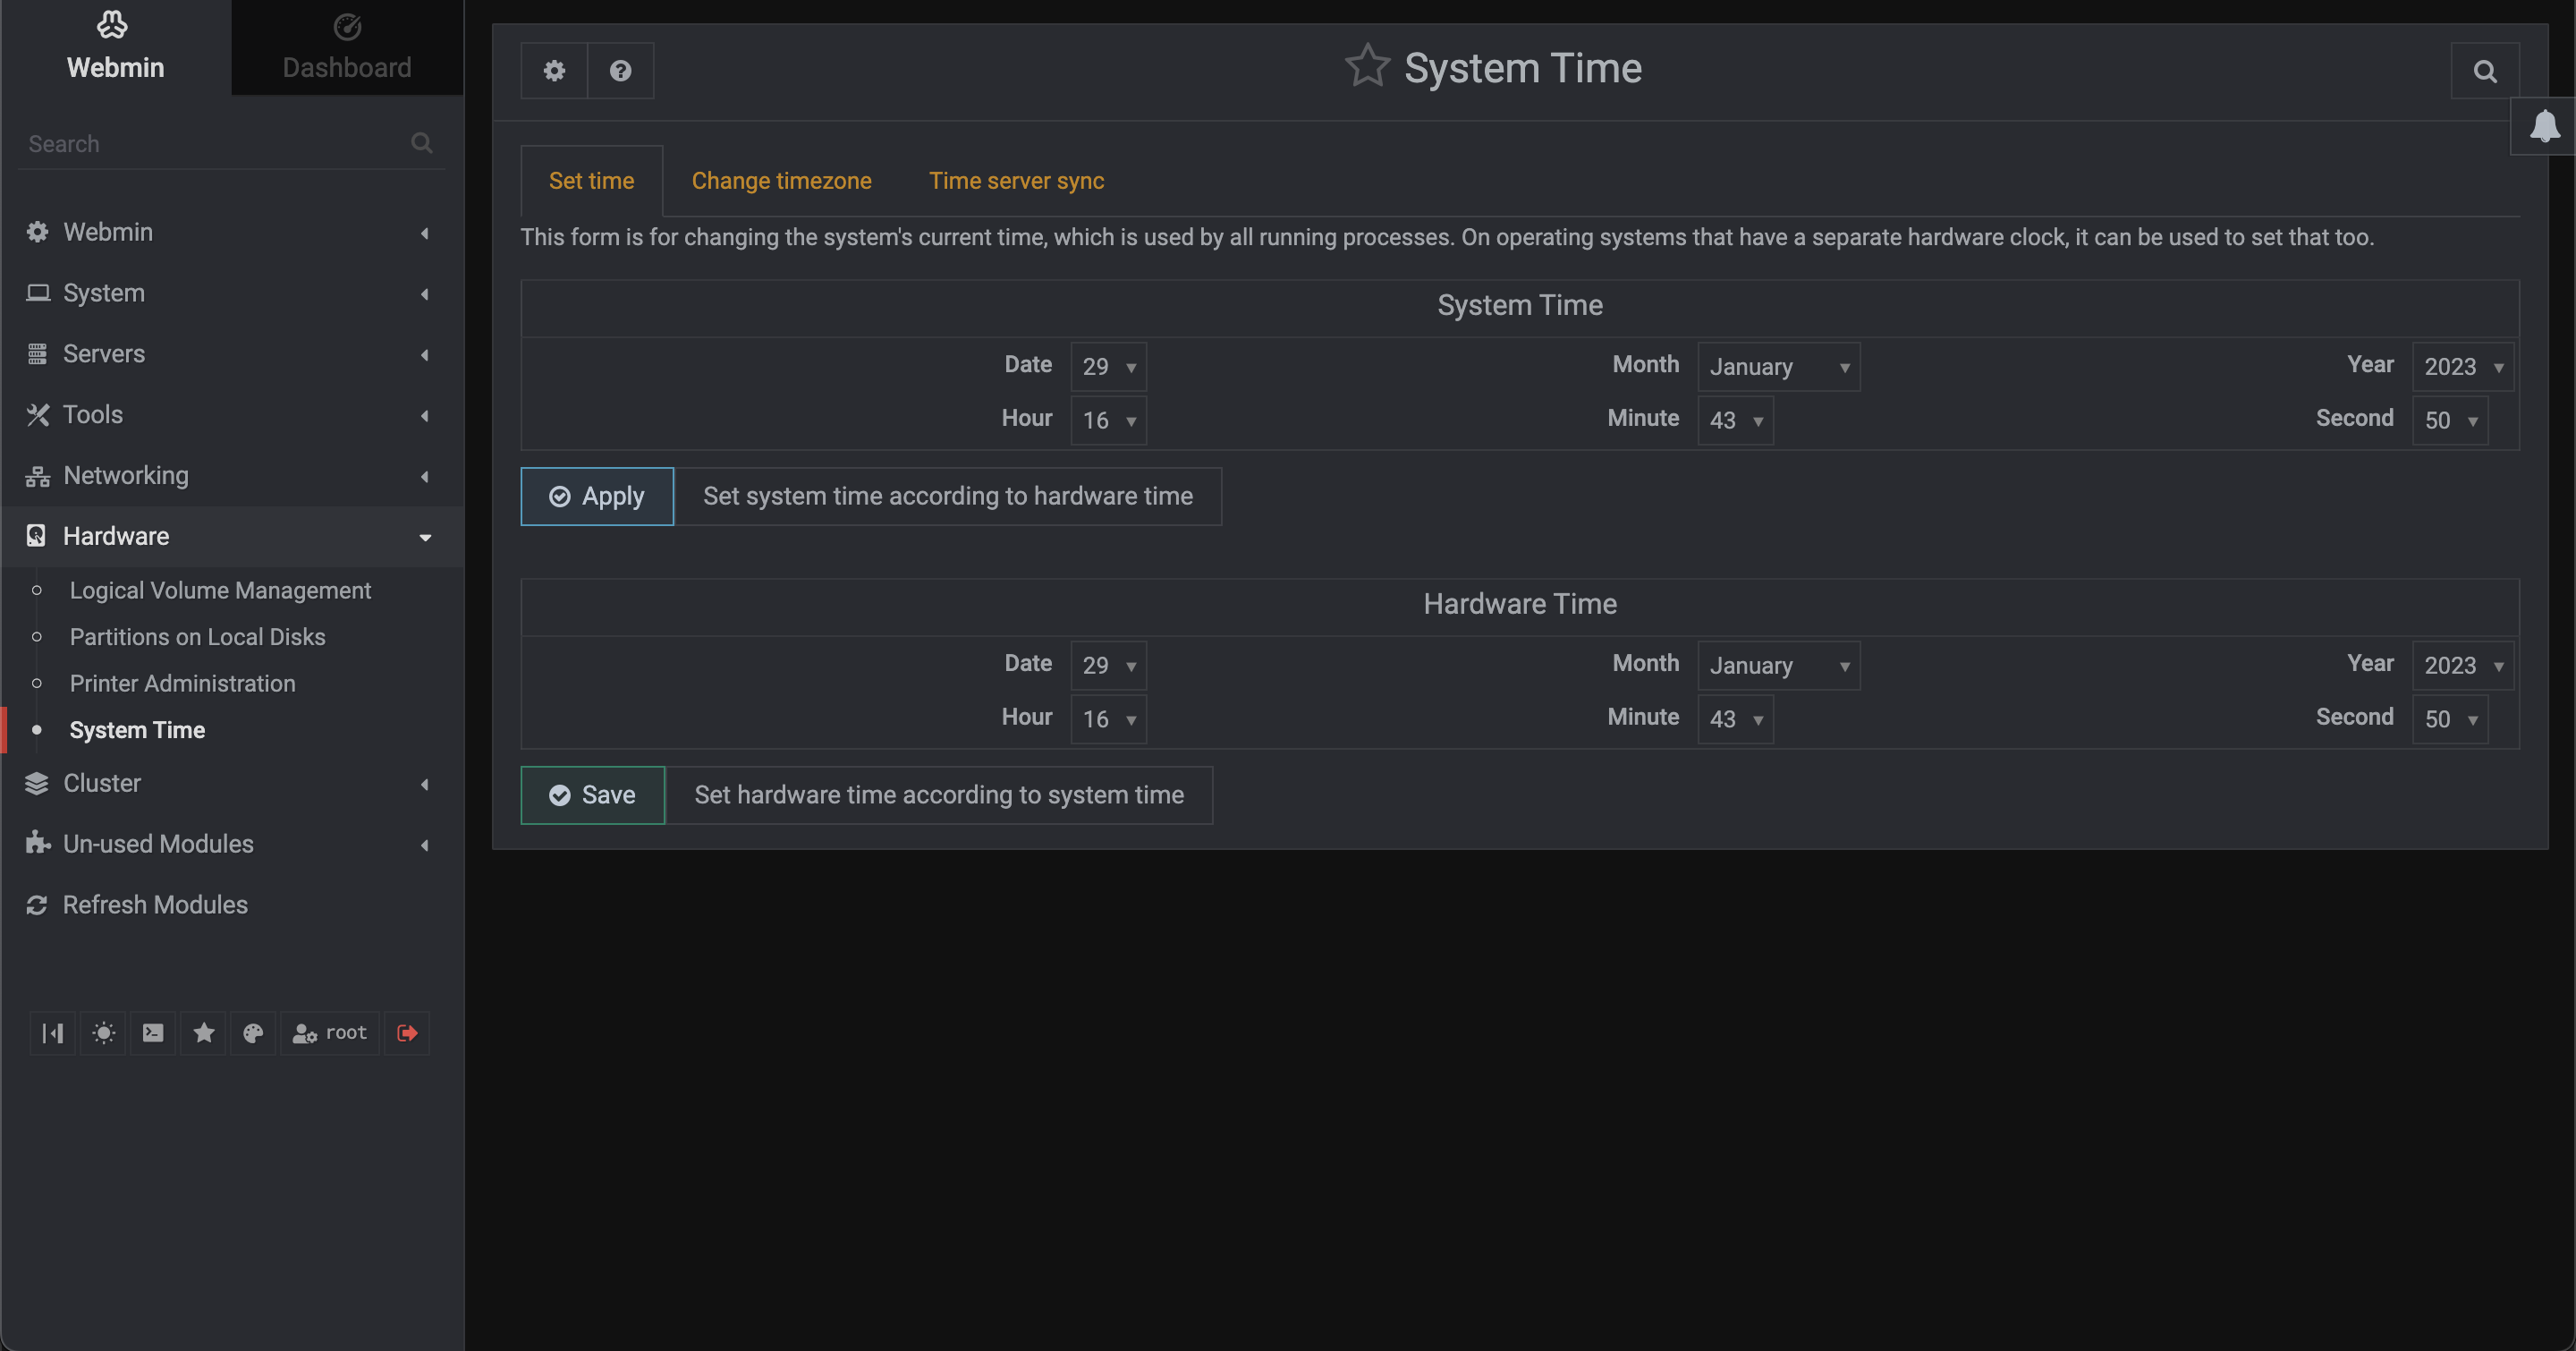 Webmin
Dashboard
Search
Webmin
System
Servers
Tools
Networking
Hardware
Logical Volume Management
Partitions on Local Disks
Printer Administration
System Time
Cluster
Un-used Modules
Refresh Modules
root
System Time
Set time Change timezone Time server sync
This form is for changing the system's current time, which is used by all running processes. On operating systems that have a separate hardware clock, it can be used to set that too.
System Time
Date 29 Month January Year 2023
Hour 16 Minute 43 Second 50
Apply Set system time according to hardware time
Hardware Time
Date 29 Month January Year 2023
Hour 16 Minute 43 Second 50
Save Set hardware time according to system time